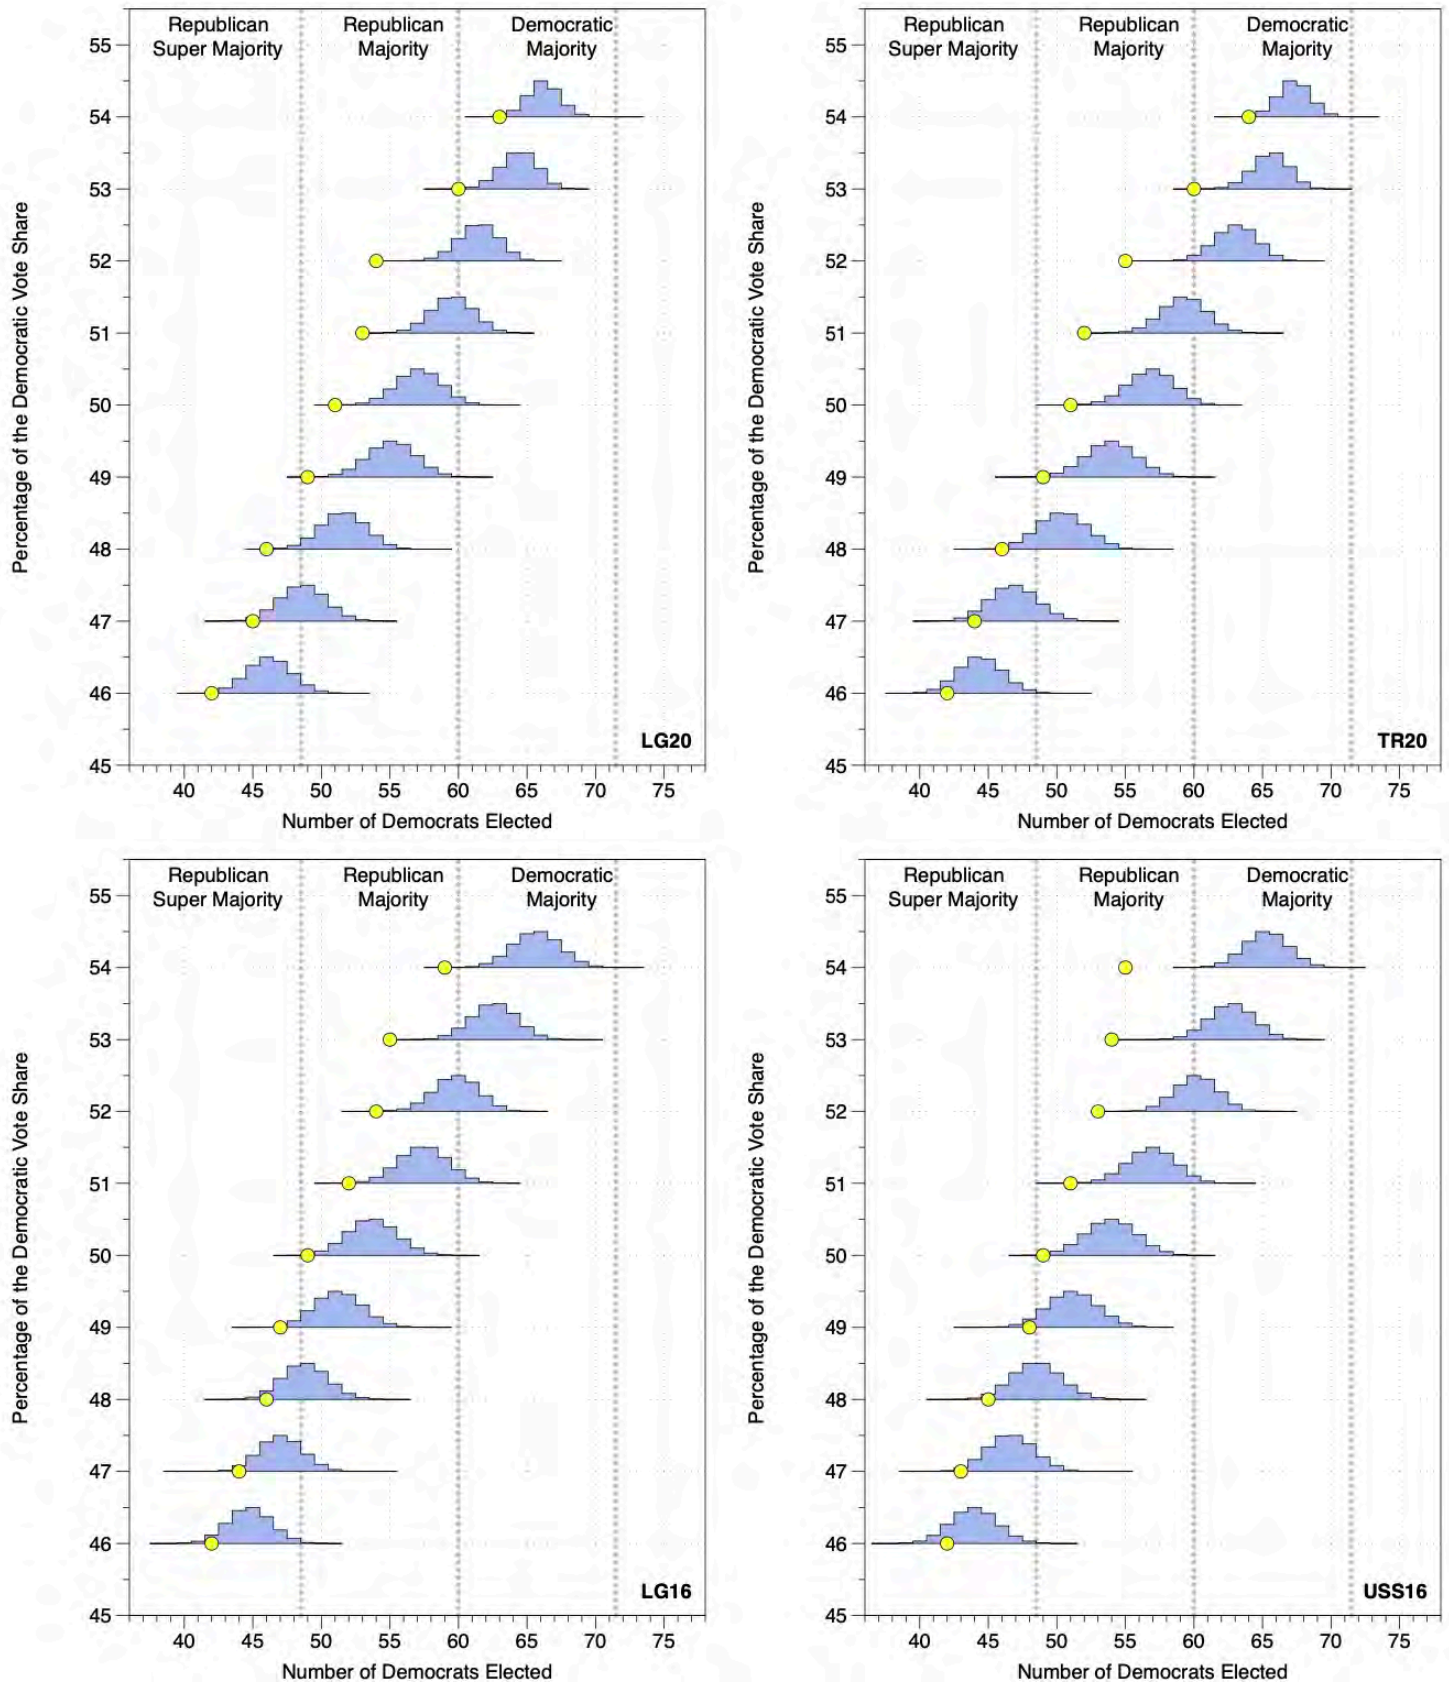 Republican
Super Majority
Republican
Majority
Democratic
Majority
55
54
53
52
51
50
49
48
47
46
45
Percentage of the Democratic Vote Share
LG20
40 45 50 55 60 65 70 75
Number of Democrats Elected
Republican
Super Majority
Republican
Majority
Democratic
Majority
55
54
53
52
51
50
49
48
47
46
45
Percentage of the Democratic Vote Share
TR20
40 45 50 55 60 65 70 75
Number of Democrats Elected
Republican
Super Majority
Republican
Majority
Democratic
Majority
55
54
53
52
51
50
49
48
47
46
45
Percentage of the Democratic Vote Share
LG16
40 45 50 55 60 65 70 75
Number of Democrats Elected
Republican
Super Majority
Republican
Majority
Democratic
Majority
55
54
53
52
51
50
49
48
47
46
45
Percentage of the Democratic Vote Share
USS16
40 45 50 55 60 65 70 75
Number of Democrats Elected